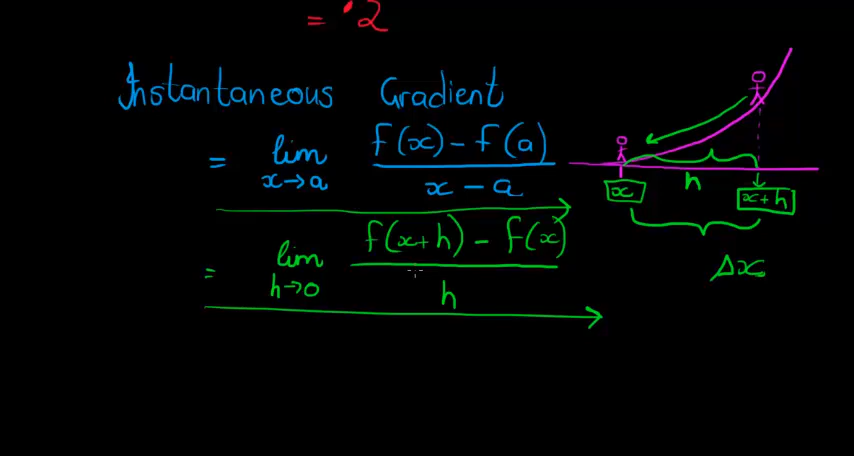 = 2
Instantaneous Gradient
= lim x→a f(x) - f(a) / x - a
= lim h→0 f(x+h) - f(x) / h
x
h
x+h
Δx